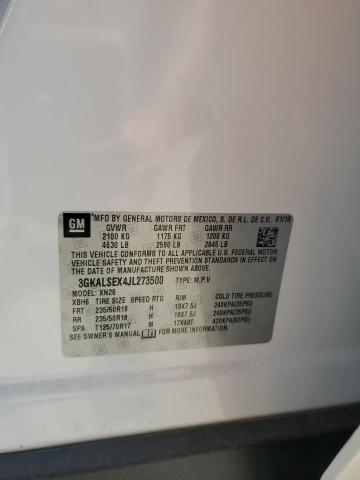 GM
MFD BY GENERAL MOTORS DE MEXICO, S. DE R.L. DE C.V. 01/18
GVWR GAWR FRT GAWR RR
2100 KG 1175 KG 1200 KG
4630 LB 2590 LB 2645 LB
THIS VEHICLE CONFORMS TO ALL APPLICABLE
U.S. FEDERAL MOTOR VEHICLE SAFETY
AND THEFT PREVENTION STANDARDS IN EFFECT
ON THE DATE OF MANUFACTURE SHOWN ABOVE.
3GKALSEX4JL273500 TYPE: M.P.V.
MODEL: XN26
XBH6 TIRE SIZE SPEED RTG RIM COLD TIRE PRESSURE
FRT 235/50R19 H 19X7.5J 240KPA(35PSI)
RR 235/50R19 H 19X7.5J 240KPA(35PSI)
SPA T125/70R17 M 17X4BT 420KPA(60PSI)
SEE OWNER'S MANUAL FOR MORE INFORMATION.